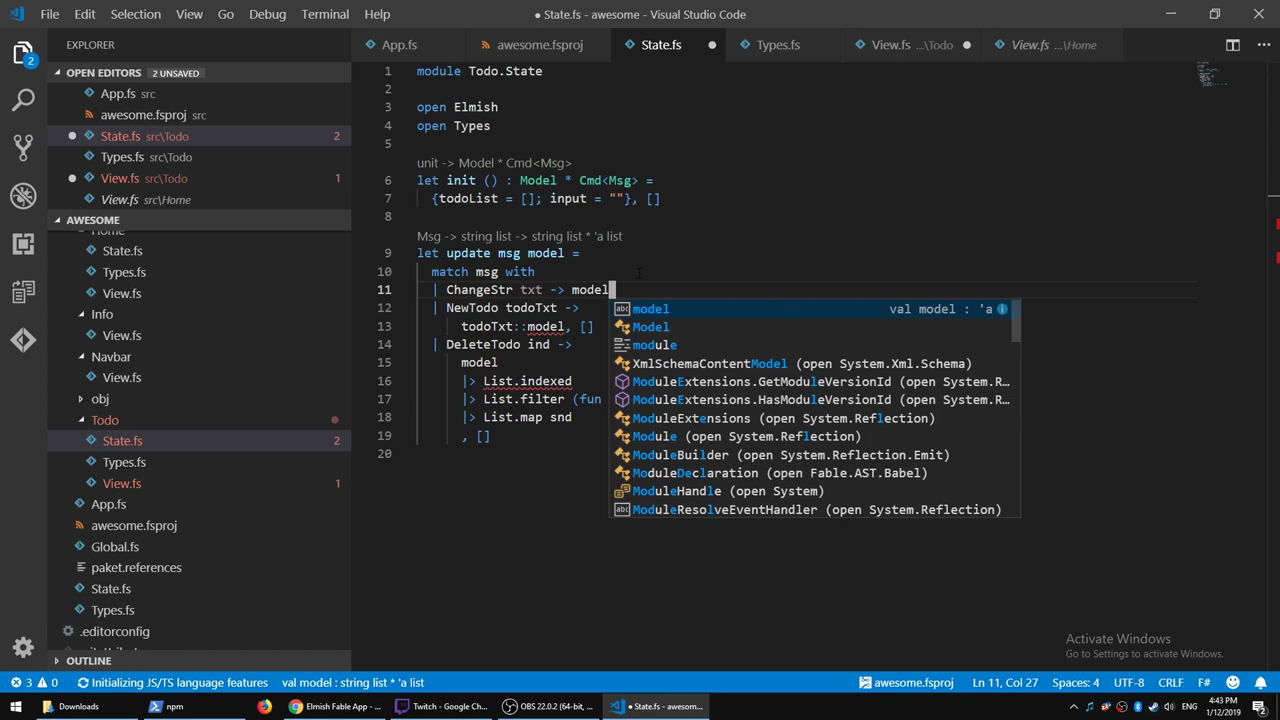 File Edit Selection View Go Debug Terminal Help
● State.fs - awesome - Visual Studio Code
EXPLORER
App.fs
awesome.fsproj
State.fs
Types.fs
View.fs ...\Todo
View.fs ...\Home
2
OPEN EDITORS 2 UNSAVED
App.fs src
awesome.fsproj src
State.fs src\Todo 2
Types.fs src\Todo
View.fs src\Todo 1
View.fs src\Home
AWESOME
Home
State.fs
Types.fs
View.fs
Info
View.fs
Navbar
View.fs
obj
Todo
State.fs 2
Types.fs
View.fs 1
App.fs
awesome.fsproj
Global.fs
paket.references
State.fs
Types.fs
.editorconfig
OUTLINE
1 module Todo.State
2
3 open Elmish
4 open Types
5
unit -> Model * Cmd<Msg>
6 let init () : Model * Cmd<Msg> =
7 {todoList = []; input = ""}, []
8
Msg -> string list -> string list * 'a list
9 let update msg model =
10 match msg with
11 | ChangeStr txt -> model
12 | NewTodo todoTxt ->
13 todoTxt::model, []
14 | DeleteTodo ind ->
15 model
16 |> List.indexed
17 |> List.filter (fun
18 |> List.map snd
19 , []
20
model val model : 'a
Model
module
XmlSchemaContentModel (open System.Xml.Schema)
ModuleExtensions.GetModuleVersionId (open System.R...
ModuleExtensions.HasModuleVersionId (open System.R...
ModuleExtensions (open System.Reflection)
Module (open System.Reflection)
ModuleBuilder (open System.Reflection.Emit)
ModuleDeclaration (open Fable.AST.Babel)
ModuleHandle (open System)
ModuleResolveEventHandler (open System.Reflection)
Activate Windows
Go to Settings to activate Windows.
3 0 Initializing JS/TS language features val model : string list * 'a list
awesome.fsproj Ln 11, Col 27 Spaces: 4 UTF-8 CRLF F#
Downloads
npm
Elmish Fable App - ...
Twitch - Google Ch...
OBS 22.0.2 (64-bit, ...
● State.fs - awesom...
4:43 PM
1/12/2019
2